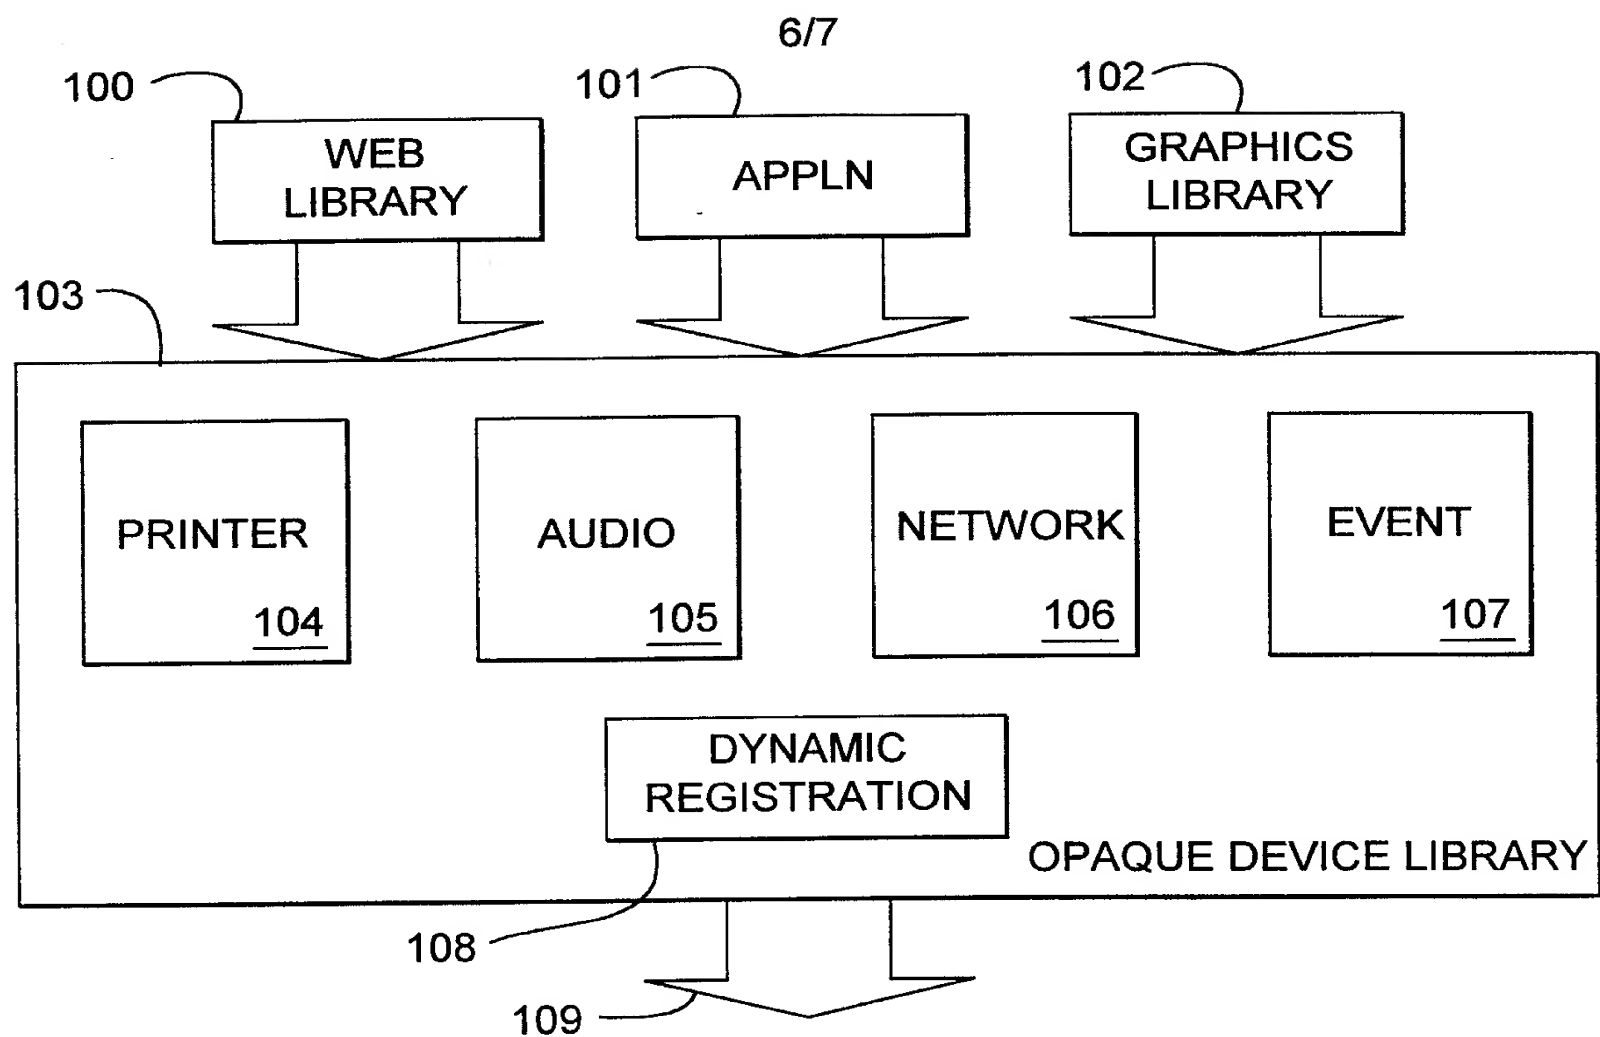 6/7
100
101
102
WEB
LIBRARY
APPLN
GRAPHICS
LIBRARY
103
PRINTER
104
AUDIO
105
NETWORK
106
EVENT
107
DYNAMIC
REGISTRATION
OPAQUE DEVICE LIBRARY
108
109